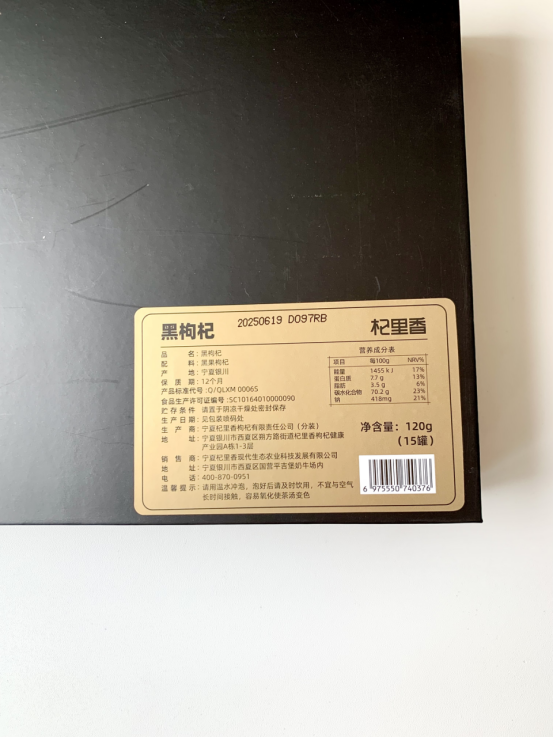 黑枸杞
20250619 D097RB
杞里香
品名:黑枸杞
配料:黑果枸杞
产地:宁夏银川
保质期:12个月
产品标准代号:Q/QLXM 0006S
食品生产许可证编号:SC10164010000090
贮存条件:请置于阴凉干燥处密封保存
生产日期:见包装喷码处
生产商:宁夏杞里香枸杞有限责任公司(分装)
地址:宁夏银川市西夏区朔方路街道杞里香枸杞健康
产业园A栋1-3层
销售商:宁夏杞里香现代生态农业科技发展有限公司
地址:宁夏银川市西夏区国营平吉堡奶牛场内
电话:400-870-0951
温馨提示:请用温水冲泡，泡好后请及时饮用，不宜与空气
长时间接触，容易氧化使茶汤变色
营养成分表
项目 每100g NRV%
能量 1455 kJ 17%
蛋白质 7.7 g 13%
脂肪 3.5 g 6%
碳水化合物 70.2 g 23%
钠 418mg 21%
净含量：120g
（15罐）
6 975550 740376